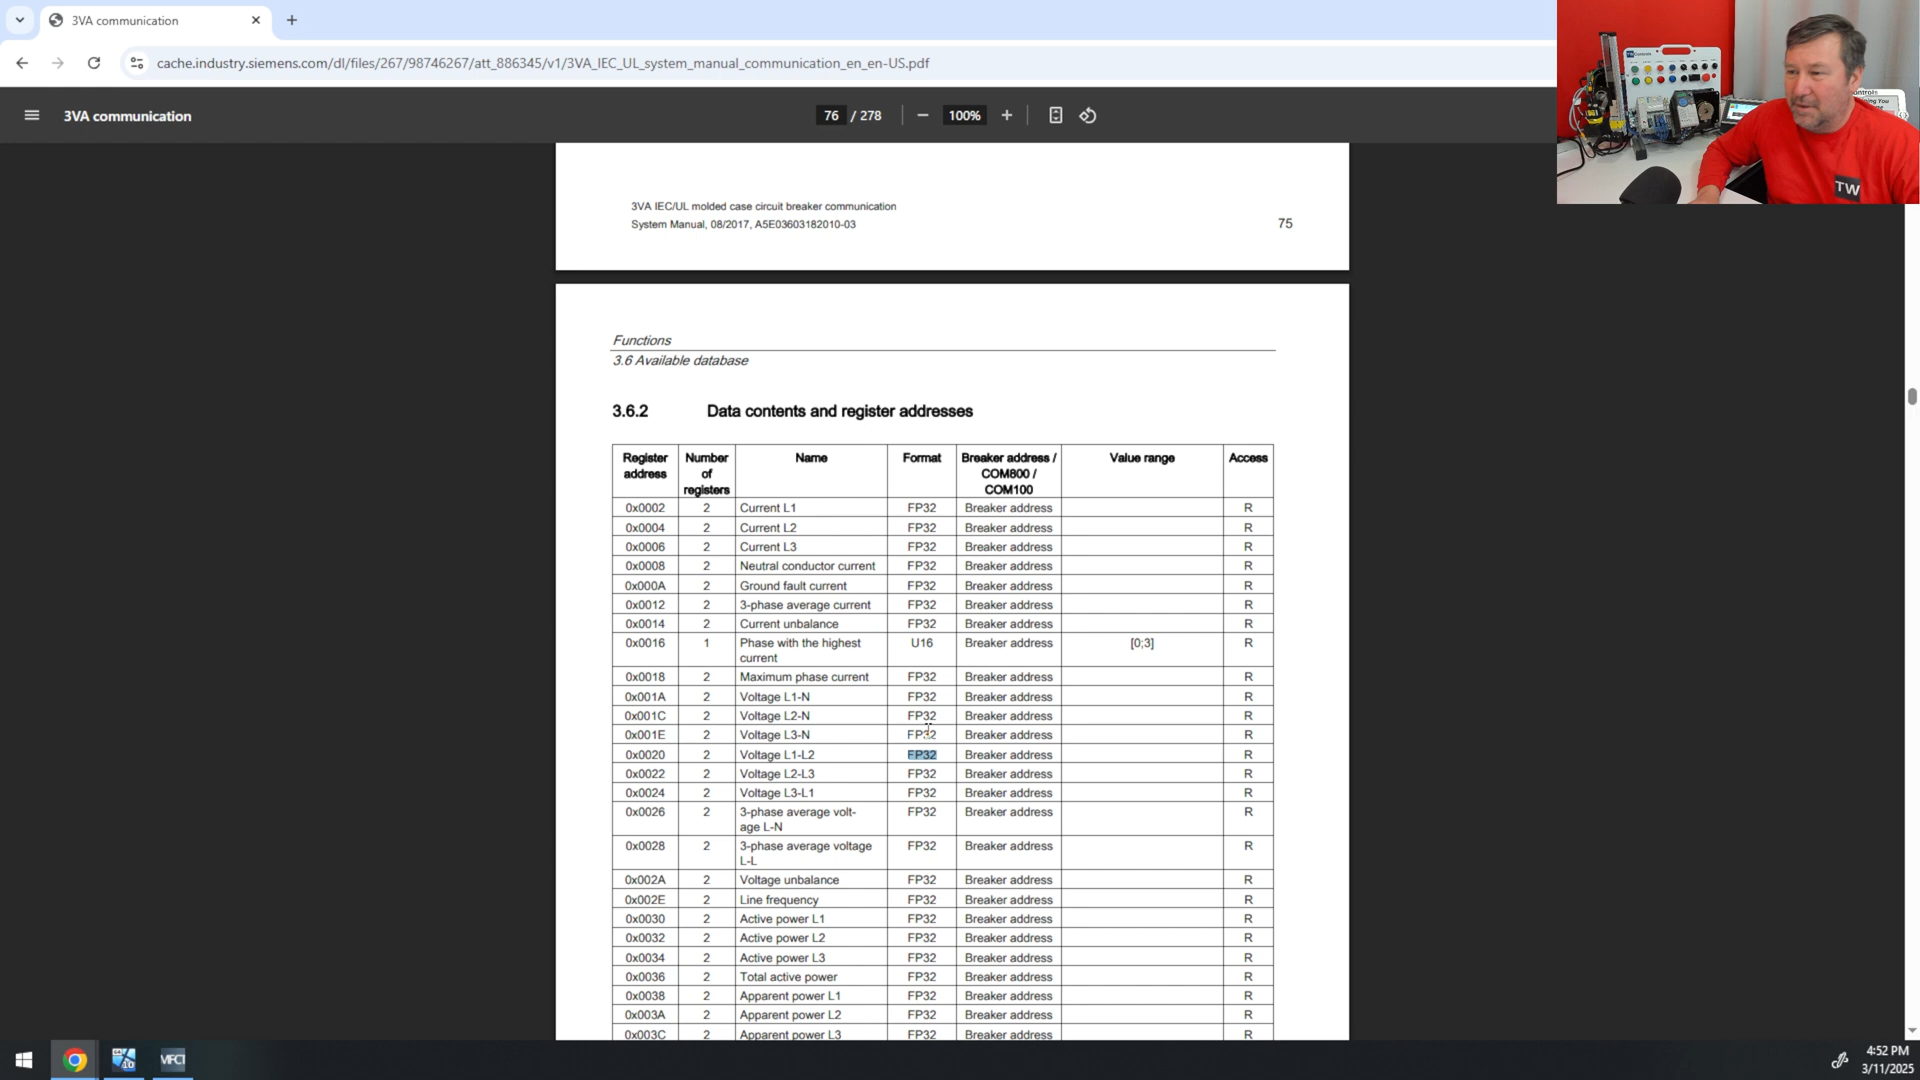 3VA communication
cache.industry.siemens.com/dl/files/267/98746267/att_886345/v1/3VA_IEC_UL_system_manual_communication_en_en-US.pdf
3VA communication
76 / 278
100%
TW
3VA IEC/UL molded case circuit breaker communication
System Manual, 08/2017, A5E03603182010-03
75
Functions
3.6 Available database
3.6.2 Data contents and register addresses
Register address Number of registers Name Format Breaker address / COM800 / COM100 Value range Access
0x0002 2 Current L1 FP32 Breaker address R
0x0004 2 Current L2 FP32 Breaker address R
0x0006 2 Current L3 FP32 Breaker address R
0x0008 2 Neutral conductor current FP32 Breaker address R
0x000A 2 Ground fault current FP32 Breaker address R
0x0012 2 3-phase average current FP32 Breaker address R
0x0014 2 Current unbalance FP32 Breaker address R
0x0016 1 Phase with the highest current U16 Breaker address [0;3] R
0x0018 2 Maximum phase current FP32 Breaker address R
0x001A 2 Voltage L1-N FP32 Breaker address R
0x001C 2 Voltage L2-N FP32 Breaker address R
0x001E 2 Voltage L3-N FP32 Breaker address R
0x0020 2 Voltage L1-L2 FP32 Breaker address R
0x0022 2 Voltage L2-L3 FP32 Breaker address R
0x0024 2 Voltage L3-L1 FP32 Breaker address R
0x0026 2 3-phase average volt-
age L-N FP32 Breaker address R
0x0028 2 3-phase average voltage L-L FP32 Breaker address R
0x002A 2 Voltage unbalance FP32 Breaker address R
0x002E 2 Line frequency FP32 Breaker address R
0x0030 2 Active power L1 FP32 Breaker address R
0x0032 2 Active power L2 FP32 Breaker address R
0x0034 2 Active power L3 FP32 Breaker address R
0x0036 2 Total active power FP32 Breaker address R
0x0038 2 Apparent power L1 FP32 Breaker address R
0x003A 2 Apparent power L2 FP32 Breaker address R
0x003C 2 Apparent power L3 FP32 Breaker address R
4:52 PM
3/11/2025